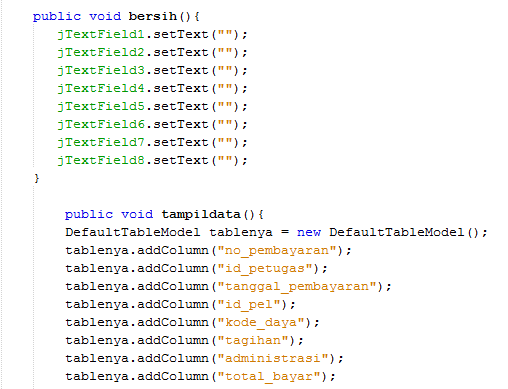 public void bersih(){
jTextField1.setText("");
jTextField2.setText("");
jTextField3.setText("");
jTextField4.setText("");
jTextField5.setText("");
jTextField6.setText("");
jTextField7.setText("");
jTextField8.setText("");
}
public void tampildata(){
DefaultTableModel tablenya = new DefaultTableModel();
tablenya.addColumn("no_pembayaran");
tablenya.addColumn("id_petugas");
tablenya.addColumn("tanggal_pembayaran");
tablenya.addColumn("id_pel");
tablenya.addColumn("kode_daya");
tablenya.addColumn("tagihan");
tablenya.addColumn("administrasi");
tablenya.addColumn("total_bayar");